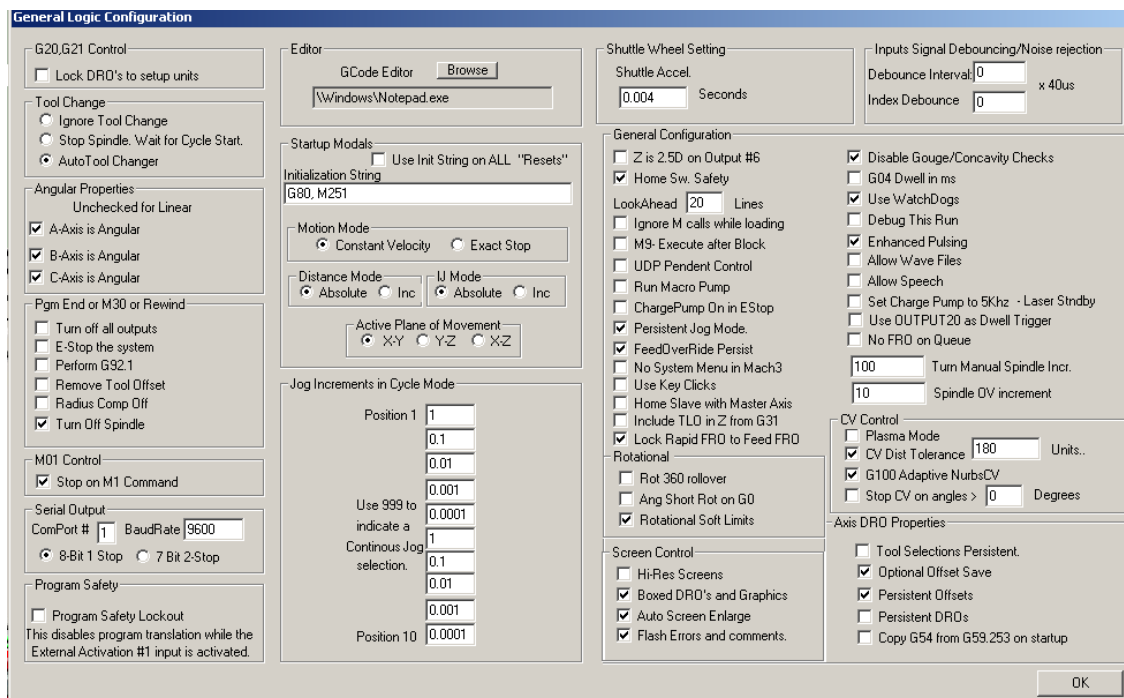 General Logic Configuration
G20,G21 Control
Lock DRO's to setup units
Tool Change
Ignore Tool Change
Stop Spindle. Wait for Cycle Start.
AutoTool Changer
Angular Properties
Unchecked for Linear
A-Axis is Angular
B-Axis is Angular
C-Axis is Angular
Pgm End or M30 or Rewind
Turn off all outputs
E-Stop the system
Perform G92.1
Remove Tool Offset
Radius Comp Off
Turn Off Spindle
M01 Control
Stop on M1 Command
Serial Output
ComPort # 1 BaudRate 9600
8-Bit 1 Stop 7 Bit 2-Stop
Program Safety
Program Safety Lockout
This disables program translation while the
External Activation #1 input is activated.
Editor
GCode Editor Browse
\Windows\Notepad.exe
Startup Modals
Use Init String on ALL "Resets"
Initialization String
G80, M251
Motion Mode
Constant Velocity Exact Stop
Distance Mode
Absolute Inc
IJ Mode
Absolute Inc
Active Plane of Movement
X-Y Y-Z X-Z
Jog Increments in Cycle Mode
Position 1 1
0.1
0.01
0.001
Use 999 to
0.0001
indicate a
1
Continous Jog
0.1
selection.
0.01
0.001
Position 10 0.0001
Shuttle Wheel Setting
Shuttle Accel.
0.004 Seconds
Inputs Signal Debouncing/Noise rejection
Debounce Interval: 0
x 40us
Index Debounce 0
General Configuration
Z is 2.5D on Output #6
Home Sw. Safety
LookAhead 20 Lines
Ignore M calls while loading
M9- Execute after Block
UDP Pendent Control
Run Macro Pump
ChargePump On in EStop
Persistent Jog Mode.
FeedOverRide Persist
No System Menu in Mach3
Use Key Clicks
Home Slave with Master Axis
Include TLO in Z from G31
Lock Rapid FRO to Feed FRO
Disable Gouge/Concavity Checks
G04 Dwell in ms
Use WatchDogs
Debug This Run
Enhanced Pulsing
Allow Wave Files
Allow Speech
Set Charge Pump to 5Khz - Laser Stndby
Use OUTPUT20 as Dwell Trigger
No FRO on Queue
100 Turn Manual Spindle Incr.
10 Spindle OV increment
Rotational
Rot 360 rollover
Ang Short Rot on G0
Rotational Soft Limits
Screen Control
Hi-Res Screens
Boxed DRO's and Graphics
Auto Screen Enlarge
Flash Errors and comments.
CV Control
Plasma Mode
CV Dist Tolerance 180 Units..
G100 Adaptive NurbsCV
Stop CV on angles > 0 Degrees
Axis DRO Properties
Tool Selections Persistent.
Optional Offset Save
Persistent Offsets
Persistent DROs
Copy G54 from G59.253 on startup
OK